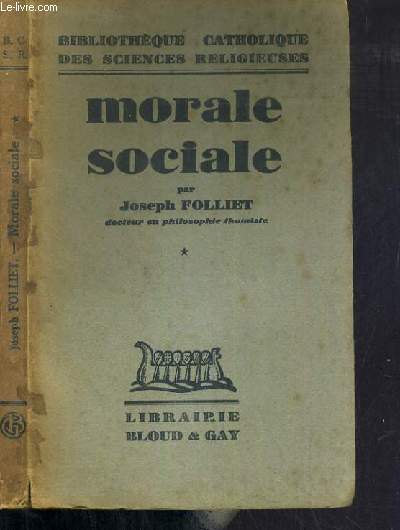 LE-LIVRE.COM
BIBLIOTHÈQUE CATHOLIQUE
DES SCIENCES RELIGIEUSES
morale
sociale
par
Joseph FOLLIET
docteur en philosophie thomiste
*
LIBRAIRIE
BLOUD & GAY
B. C.
S. R.
Joseph FOLLIET. — Morale sociale *